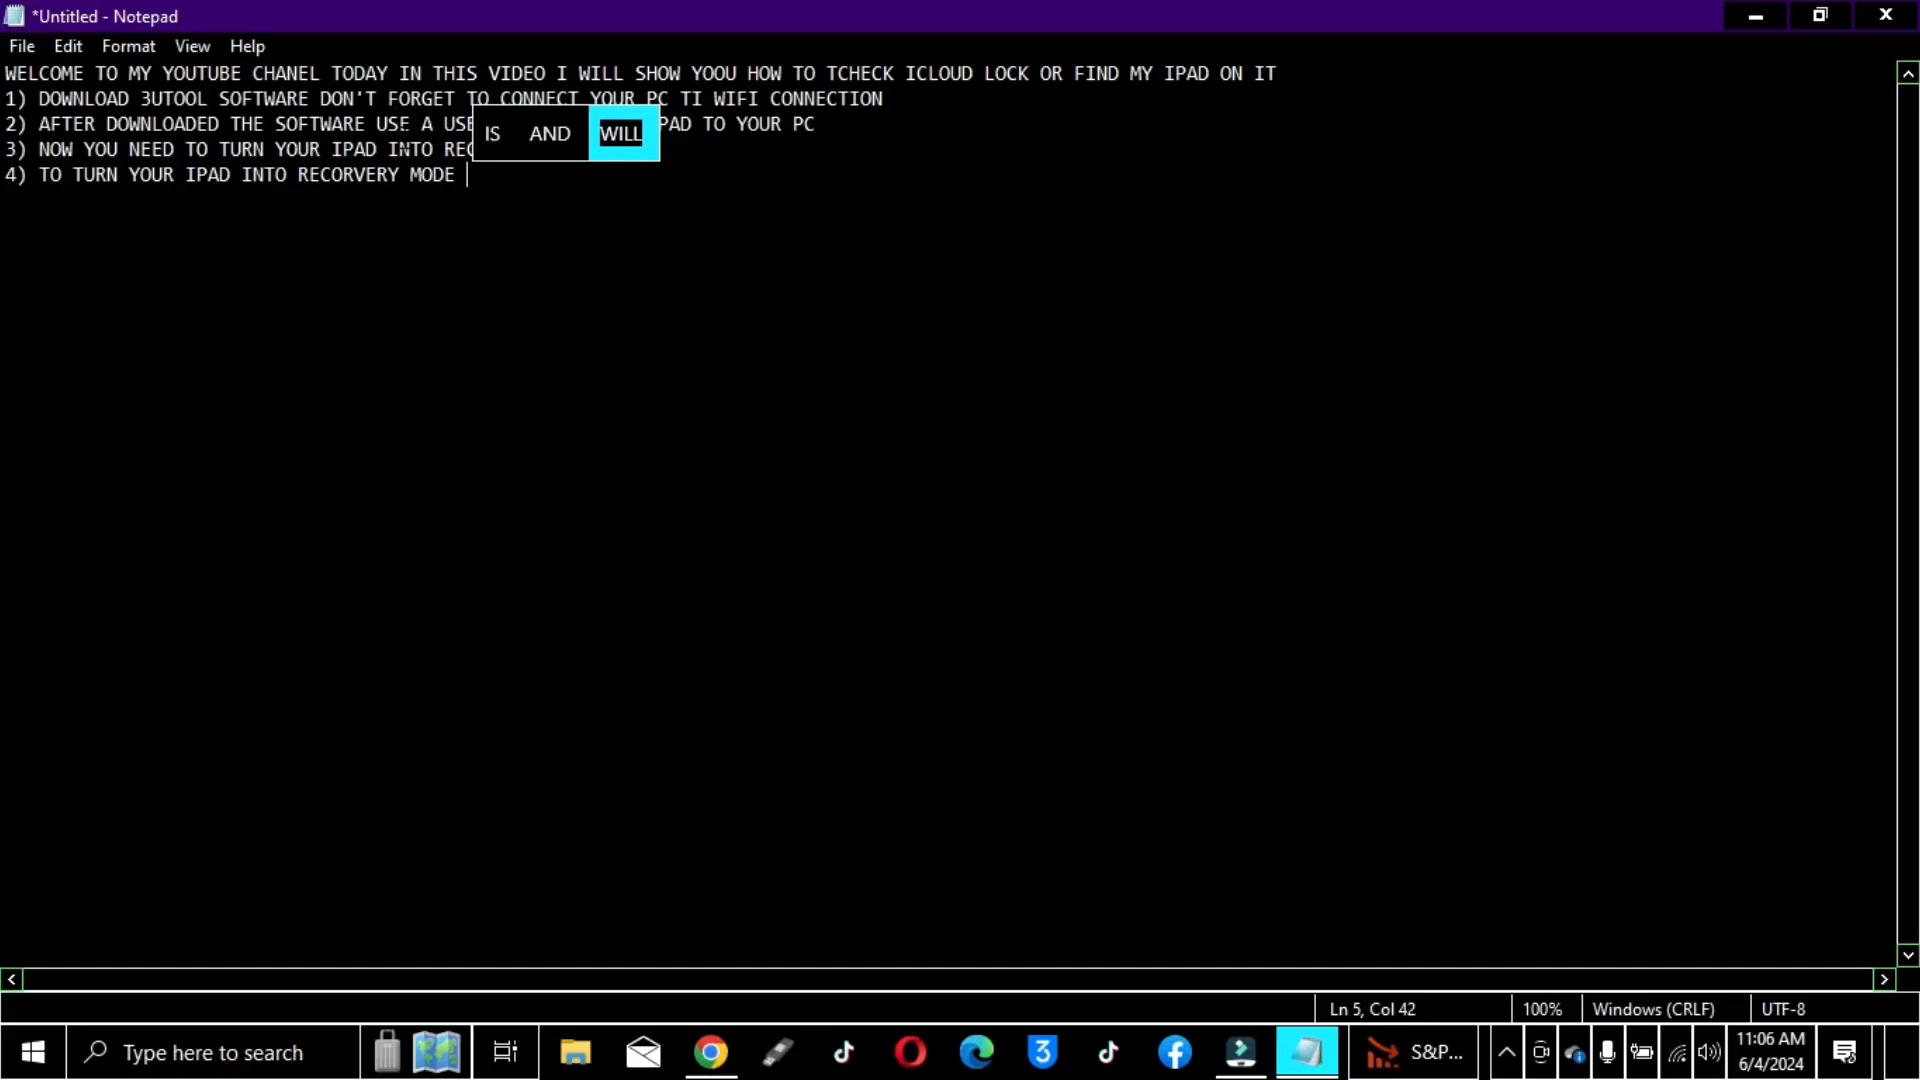 *Untitled - Notepad
File Edit Format View Help
WELCOME TO MY YOUTUBE CHANEL TODAY IN THIS VIDEO I WILL SHOW YOOU HOW TO TCHECK ICLOUD LOCK OR FIND MY IPAD ON IT
1) DOWNLOAD 3UTOOL SOFTWARE DON'T FORGET TO CONNECT YOUR PC TI WIFI CONNECTION
2) AFTER DOWNLOADED THE SOFTWARE USE A USE PAD TO YOUR PC
IS AND WILL
3) NOW YOU NEED TO TURN YOUR IPAD INTO REC
4) TO TURN YOUR IPAD INTO RECORVERY MODE
Ln 5, Col 42 100% Windows (CRLF) UTF-8
Type here to search S&P... 11:06 AM
6/4/2024